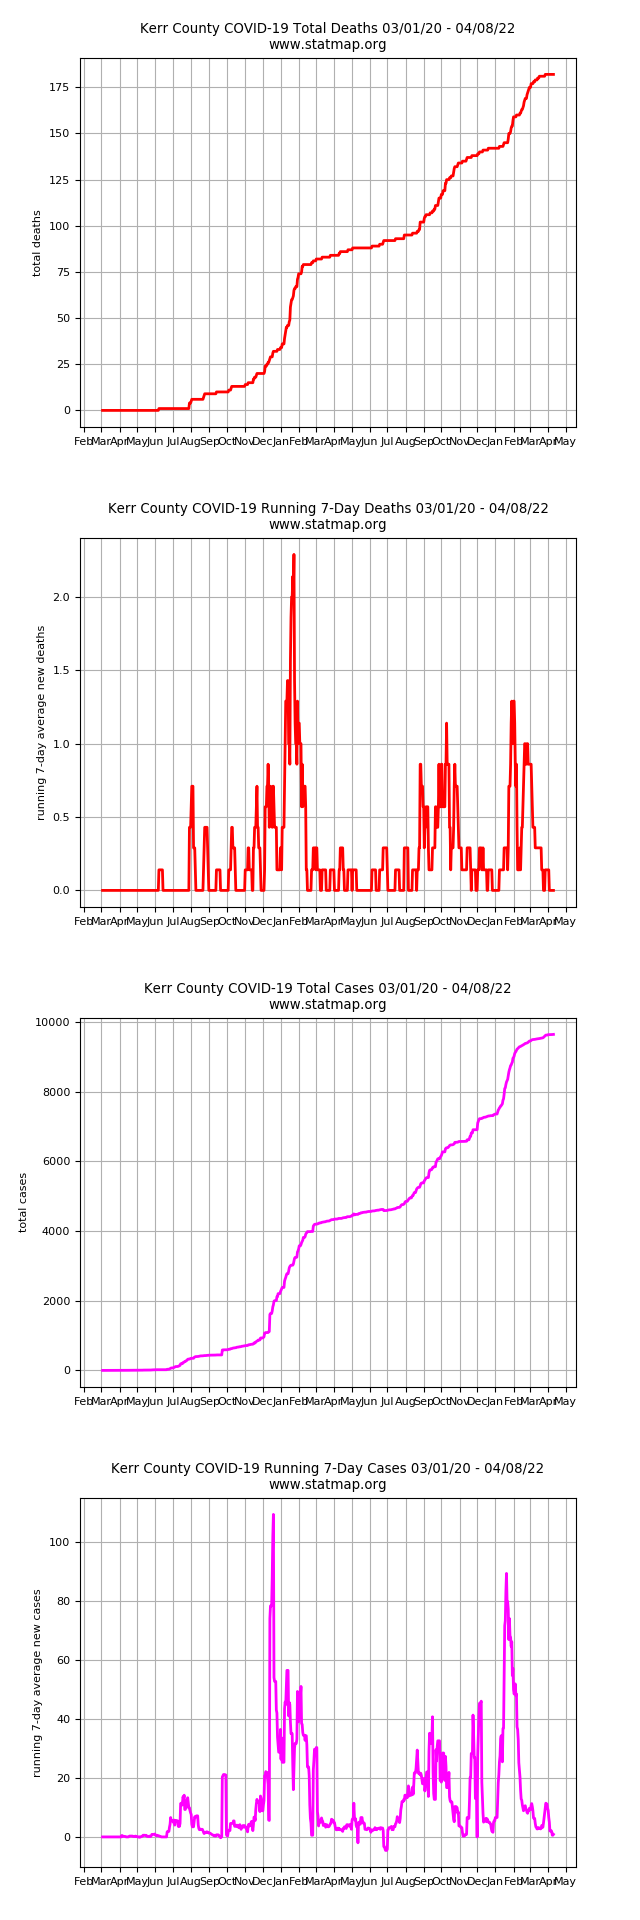 Kerr County COVID-19 Total Deaths 03/01/20 - 04/08/22
www.statmap.org
175
150
125
100
75
50
25
0
total deaths
Feb Mar Apr May Jun Jul Aug Sep Oct Nov Dec Jan Feb Mar Apr May Jun Jul Aug Sep Oct Nov Dec Jan Feb Mar Apr May
Kerr County COVID-19 Running 7-Day Deaths 03/01/20 - 04/08/22
www.statmap.org
2.0
1.5
1.0
0.5
0.0
running 7-day average new deaths
Feb Mar Apr May Jun Jul Aug Sep Oct Nov Dec Jan Feb Mar Apr May Jun Jul Aug Sep Oct Nov Dec Jan Feb Mar Apr May
Kerr County COVID-19 Total Cases 03/01/20 - 04/08/22
www.statmap.org
10000
8000
6000
4000
2000
0
total cases
Feb Mar Apr May Jun Jul Aug Sep Oct Nov Dec Jan Feb Mar Apr May Jun Jul Aug Sep Oct Nov Dec Jan Feb Mar Apr May
Kerr County COVID-19 Running 7-Day Cases 03/01/20 - 04/08/22
www.statmap.org
100
80
60
40
20
0
running 7-day average new cases
Feb Mar Apr May Jun Jul Aug Sep Oct Nov Dec Jan Feb Mar Apr May Jun Jul Aug Sep Oct Nov Dec Jan Feb Mar Apr May